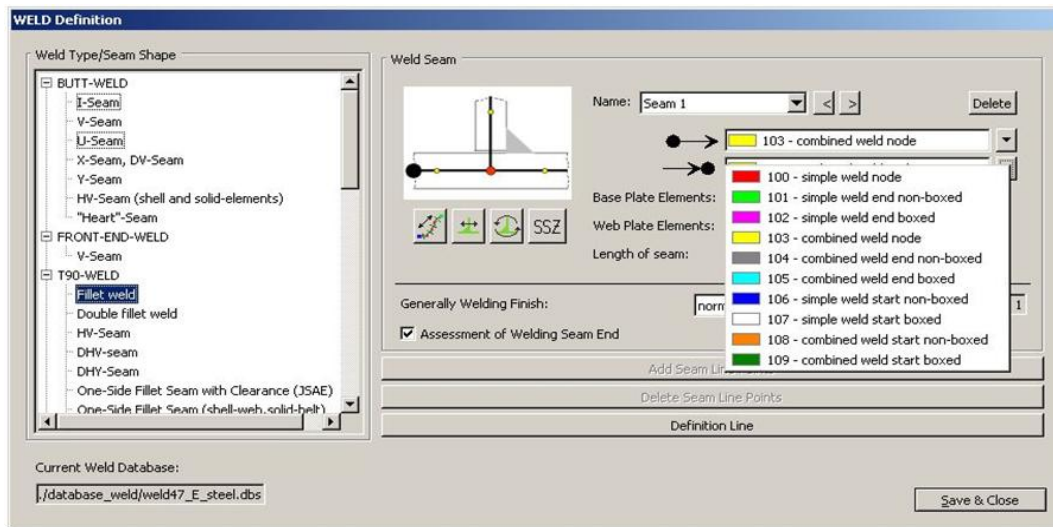 WELD Definition
Weld Type/Seam Shape
BUTT-WELD
I-Seam
V-Seam
U-Seam
X-Seam, DV-Seam
Y-Seam
HV-Seam (shell and solid-elements)
"Heart"-Seam
FRONT-END-WELD
V-Seam
T90-WELD
Fillet weld
Double fillet weld
HV-Seam
DHV-seam
DHY-Seam
One-Side Fillet Seam with Clearance (JSAE)
One-Side Fillet Seam (shell-web,solid-belt)
Current Weld Database:
./database_weld/weld47_E_steel.dbs
Weld Seam
Name: Seam 1 < > Delete
103 - combined weld node
100 - simple weld node
101 - simple weld end non-boxed
102 - simple weld end boxed
103 - combined weld node
104 - combined weld end non-boxed
105 - combined weld end boxed
106 - simple weld start non-boxed
107 - simple weld start boxed
108 - combined weld start non-boxed
109 - combined weld start boxed
Base Plate Elements:
Web Plate Elements:
SSZ
Length of seam:
Generally Welding Finish: norm 1
Assessment of Welding Seam End
Add Seam Line
Delete Seam Line Points
Definition Line
Save & Close